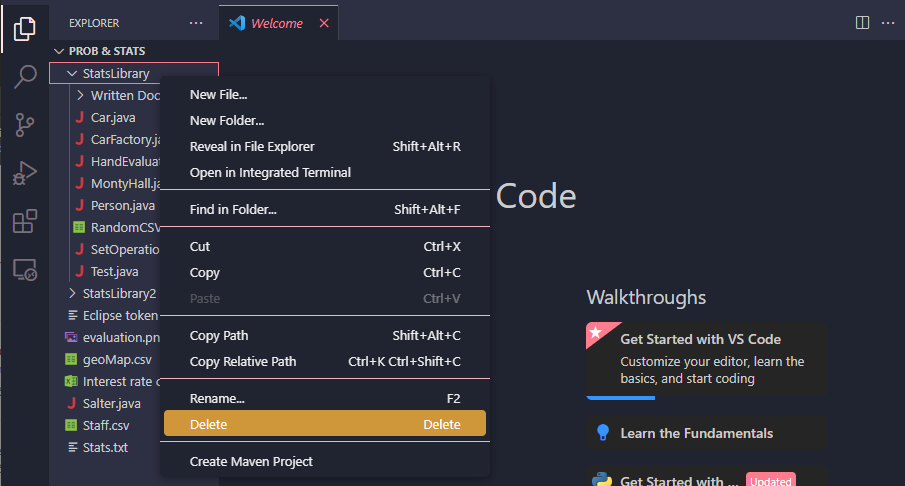 EXPLORER
Welcome
PROB & STATS
StatsLibrary
Written Doc
Car.java
CarFactory.ja
HandEvaluat
MontyHall.ja
Person.java
RandomCSV
SetOperatio
Test.java
StatsLibrary2
Eclipse token
evaluation.pn
geoMap.csv
Interest rate c
Salter.java
Staff.csv
Stats.txt
New File...
New Folder...
Reveal in File Explorer Shift+Alt+R
Open in Integrated Terminal
Find in Folder... Shift+Alt+F
Cut Ctrl+X
Copy Ctrl+C
Paste Ctrl+V
Copy Path Shift+Alt+C
Copy Relative Path Ctrl+K Ctrl+Shift+C
Rename... F2
Delete Delete
Create Maven Project
Code
Walkthroughs
Get Started with VS Code
Customize your editor, learn the
basics, and start coding
Learn the Fundamentals
Get Started with ... Updated